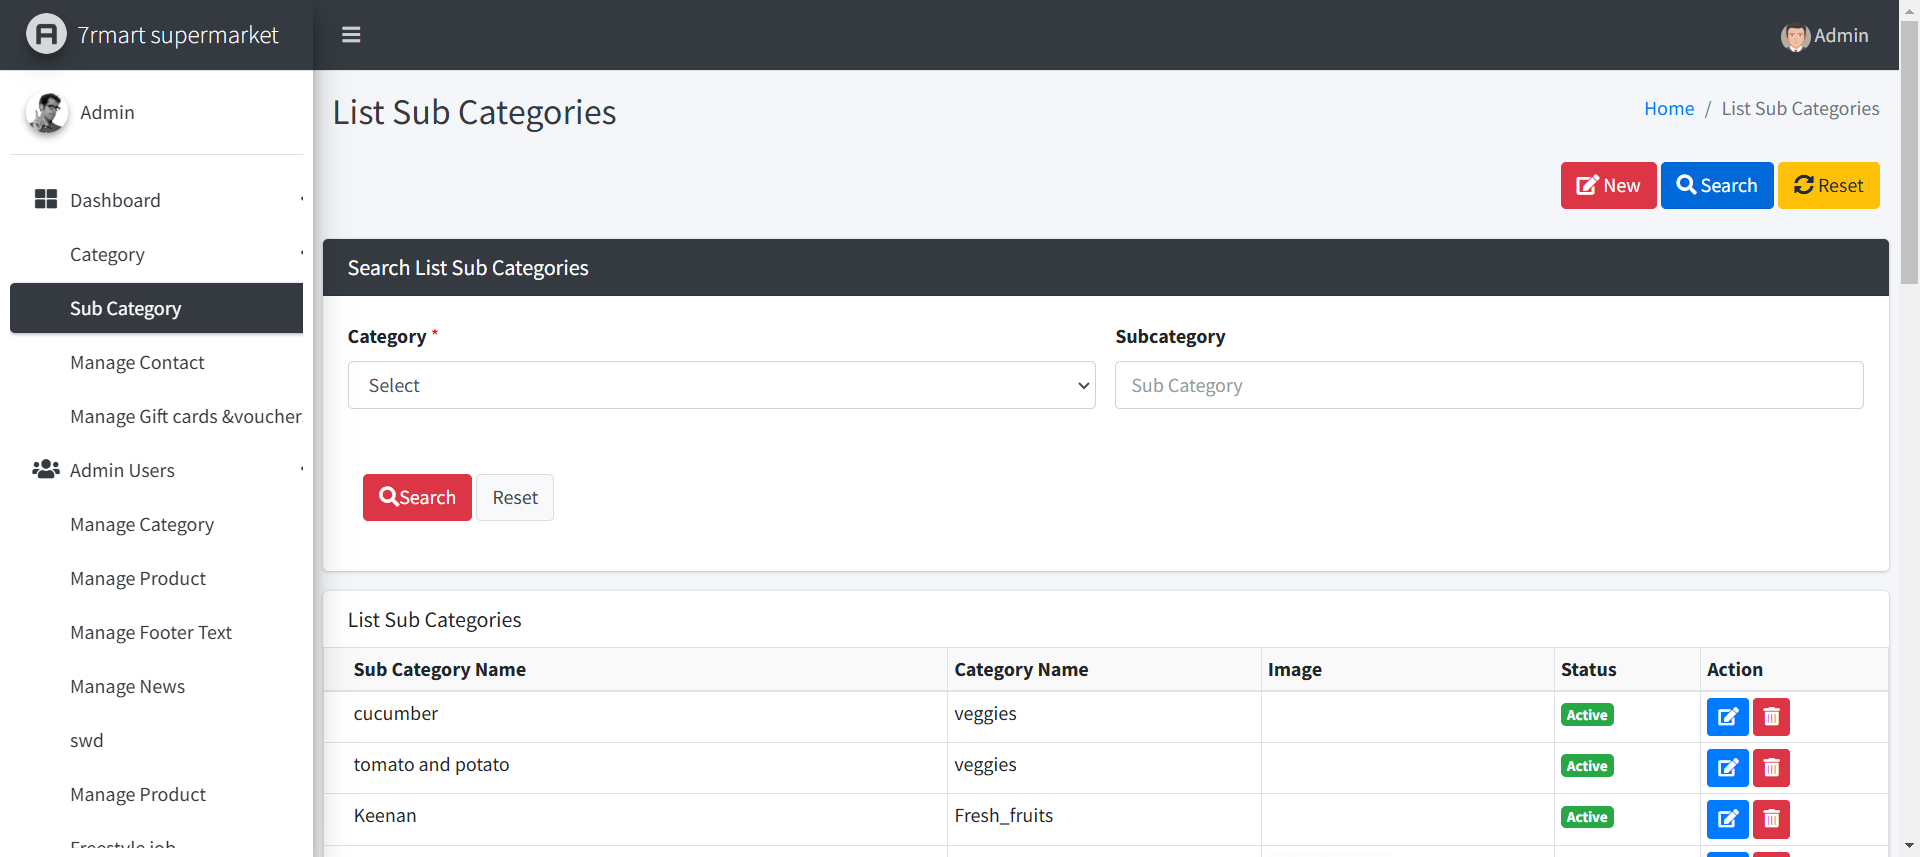 7rmart supermarket
Admin
Admin
List Sub Categories
Home / List Sub Categories
New Search Reset
Dashboard
Category
Sub Category
Manage Contact
Manage Gift cards &voucher
Admin Users
Manage Category
Manage Product
Manage Footer Text
Manage News
swd
Manage Product
Freestyle job
Search List Sub Categories
Category *
Select
Subcategory
Sub Category
Search Reset
List Sub Categories
Sub Category Name Category Name Image Status Action
cucumber veggies Active
tomato and potato veggies Active
Keenan Fresh_fruits Active